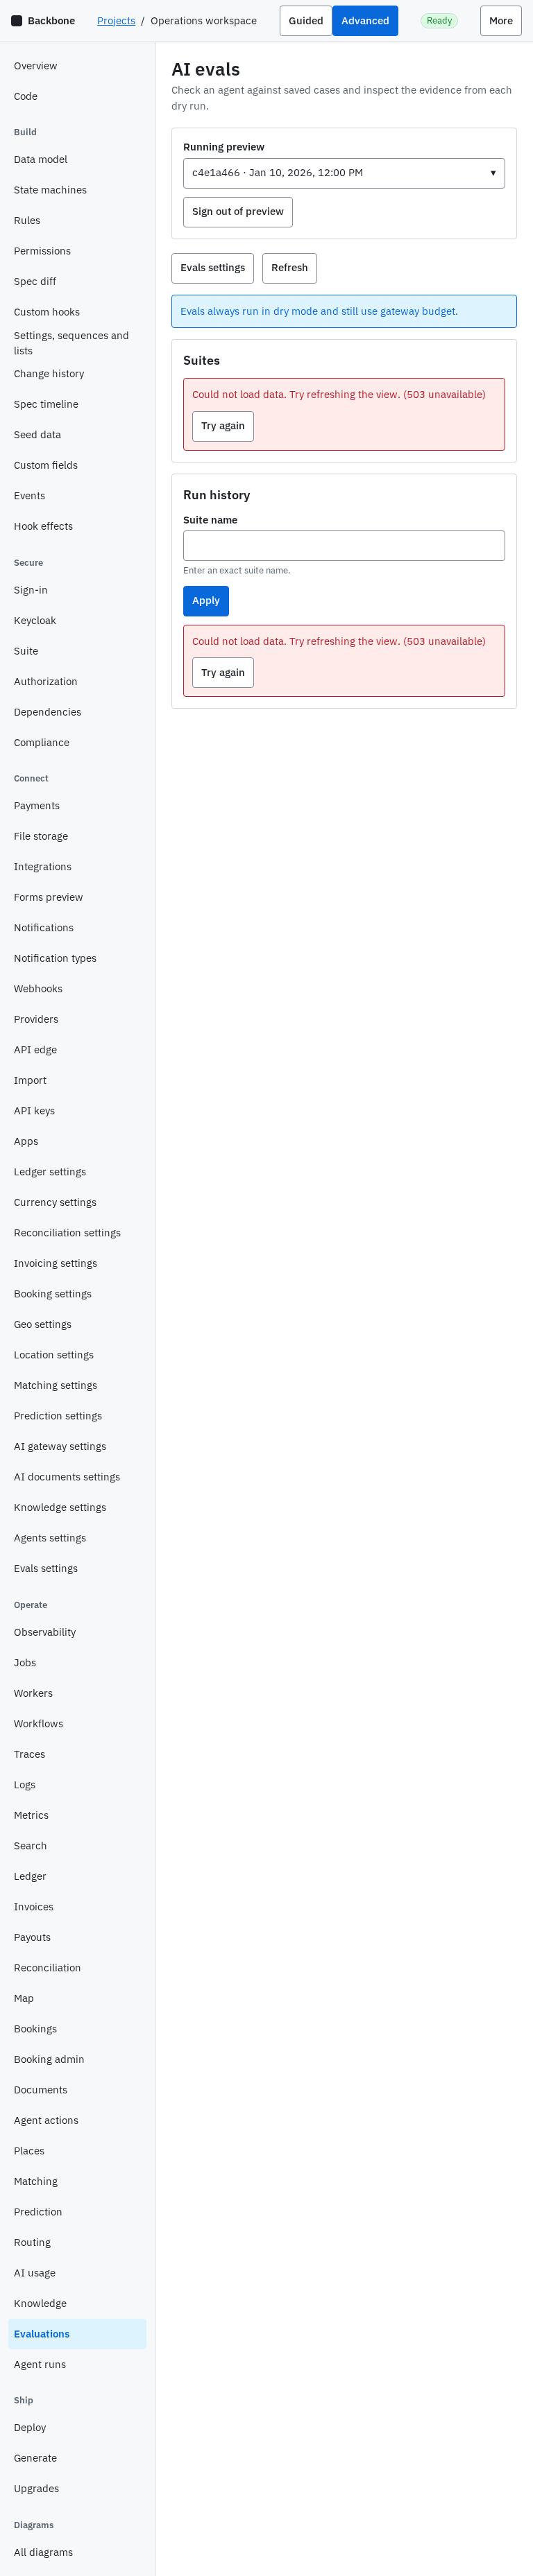 Backbone
Projects / Operations workspace
Guided
Advanced
Ready
More
Overview
Code
Build
Data model
State machines
Rules
Permissions
Spec diff
Custom hooks
Settings, sequences and
lists
Change history
Spec timeline
Seed data
Custom fields
Events
Hook effects
Secure
Sign-in
Keycloak
Suite
Authorization
Dependencies
Compliance
Connect
Payments
File storage
Integrations
Forms preview
Notifications
Notification types
Webhooks
Providers
API edge
Import
API keys
Apps
Ledger settings
Currency settings
Reconciliation settings
Invoicing settings
Booking settings
Geo settings
Location settings
Matching settings
Prediction settings
AI gateway settings
AI documents settings
Knowledge settings
Agents settings
Evals settings
Operate
Observability
Jobs
Workers
Workflows
Traces
Logs
Metrics
Search
Ledger
Invoices
Payouts
Reconciliation
Map
Bookings
Booking admin
Documents
Agent actions
Places
Matching
Prediction
Routing
AI usage
Knowledge
Evaluations
Agent runs
Ship
Deploy
Generate
Upgrades
Diagrams
All diagrams
AI evals
Check an agent against saved cases and inspect the evidence from each
dry run.
Running preview
c4e1a466 · Jan 10, 2026, 12:00 PM
Sign out of preview
Evals settings
Refresh
Evals always run in dry mode and still use gateway budget.
Suites
Could not load data. Try refreshing the view. (503 unavailable)
Try again
Run history
Suite name
Enter an exact suite name.
Apply
Could not load data. Try refreshing the view. (503 unavailable)
Try again